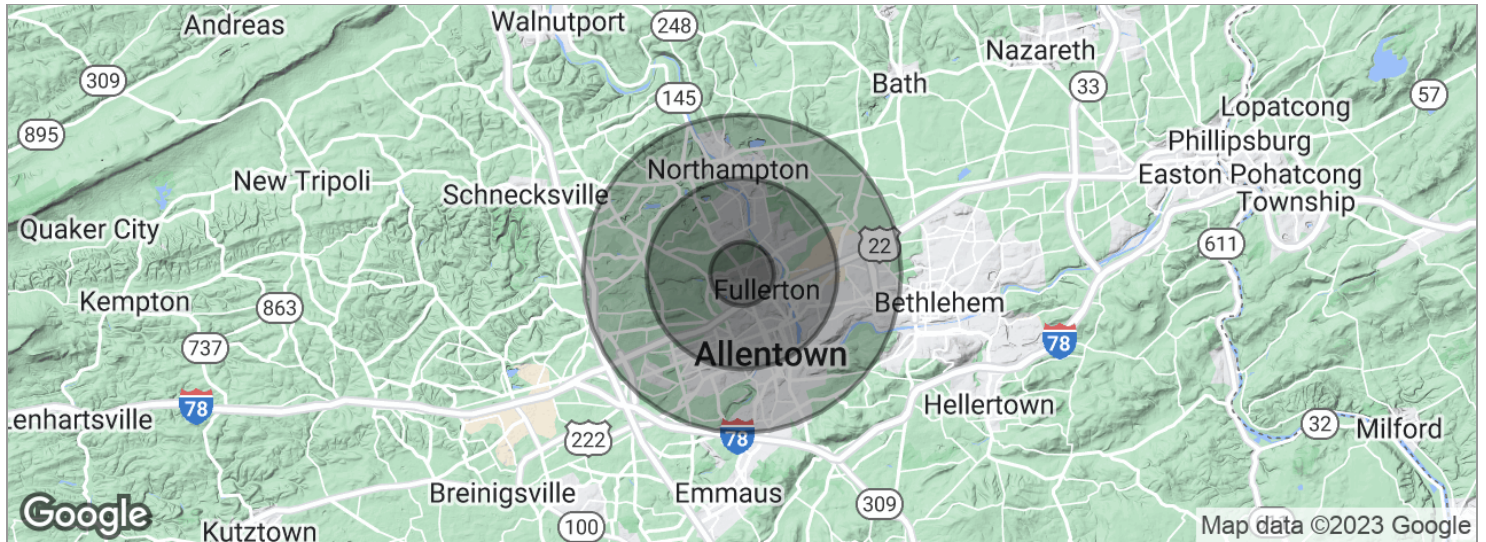 Andreas
Walnutport
248
Nazareth
309
Bath
33
145
57
895
Lopatcong
Phillipsburg
Northampton
Easton Pohatcong
Township
New Tripoli
Schnecksville
Quaker City
22
611
Fullerton
Kempton
863
Bethlehem
78
737
Allentown
78
Lenhartsville
Hellertown
32
Milford
222
78
Breinigsville
Emmaus
309
Google
Kutztown
100
Map data ©2023 Google